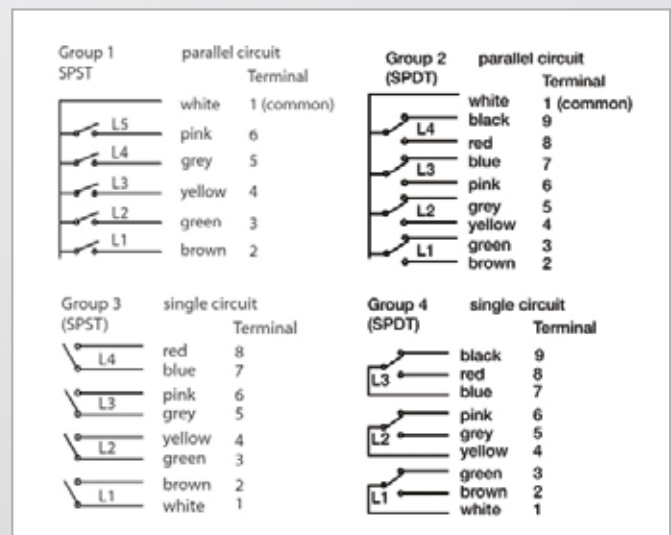 Group 1 parallel circuit
SPST Terminal
white 1 (common)
L5 pink 6
L4 grey 5
L3 yellow 4
L2 green 3
L1 brown 2
Group 2 parallel circuit
(SPDT) Terminal
white 1 (common)
black 9
L4
red 8
blue 7
L3
pink 6
grey 5
L2
yellow 4
green 3
L1
brown 2
Group 3 single circuit
(SPST) Terminal
red 8
L4
blue 7
pink 6
L3
grey 5
yellow 4
L2
green 3
brown 2
L1
white 1
Group 4 single circuit
(SPDT) Terminal
black 9
L3 red 8
blue 7
pink 6
L2 grey 5
yellow 4
green 3
L1 brown 2
white 1